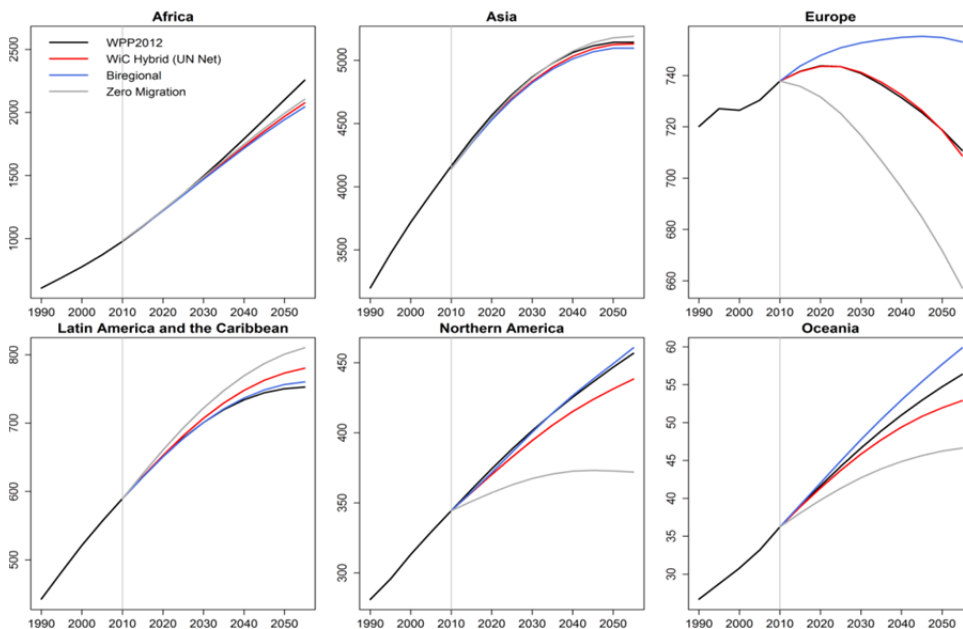 Africa
WPP2012
WiC Hybrid (UN Net)
Biregional
Zero Migration
2500
2000
1500
1000
1990 2000 2010 2020 2030 2040 2050
Asia
5000
4500
4000
3500
1990 2000 2010 2020 2030 2040 2050
Europe
740
720
700
680
660
1990 2000 2010 2020 2030 2040 2050
Latin America and the Caribbean
800
700
600
500
1990 2000 2010 2020 2030 2040 2050
Northern America
450
400
350
300
1990 2000 2010 2020 2030 2040 2050
Oceania
60
55
50
45
40
35
30
1990 2000 2010 2020 2030 2040 2050